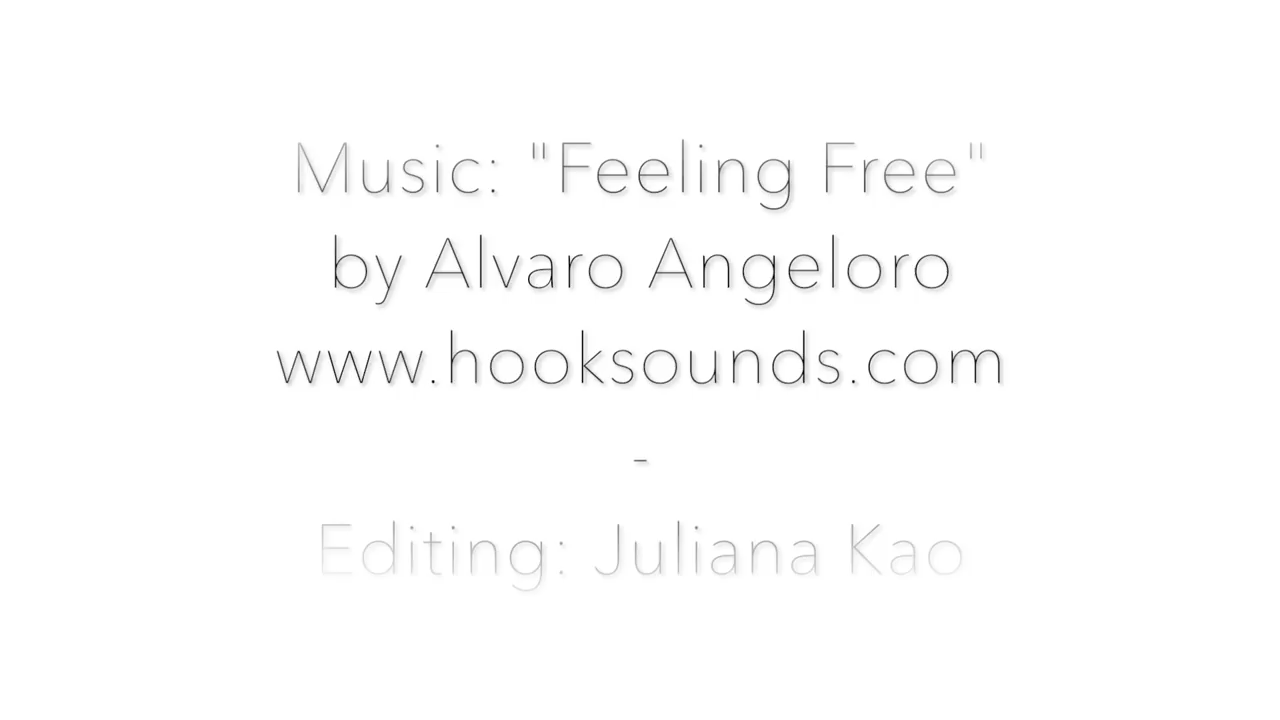 Music: "Feeling Free"
by Alvaro Angeloro
www.hooksounds.com
-
Editing: Juliana Kao